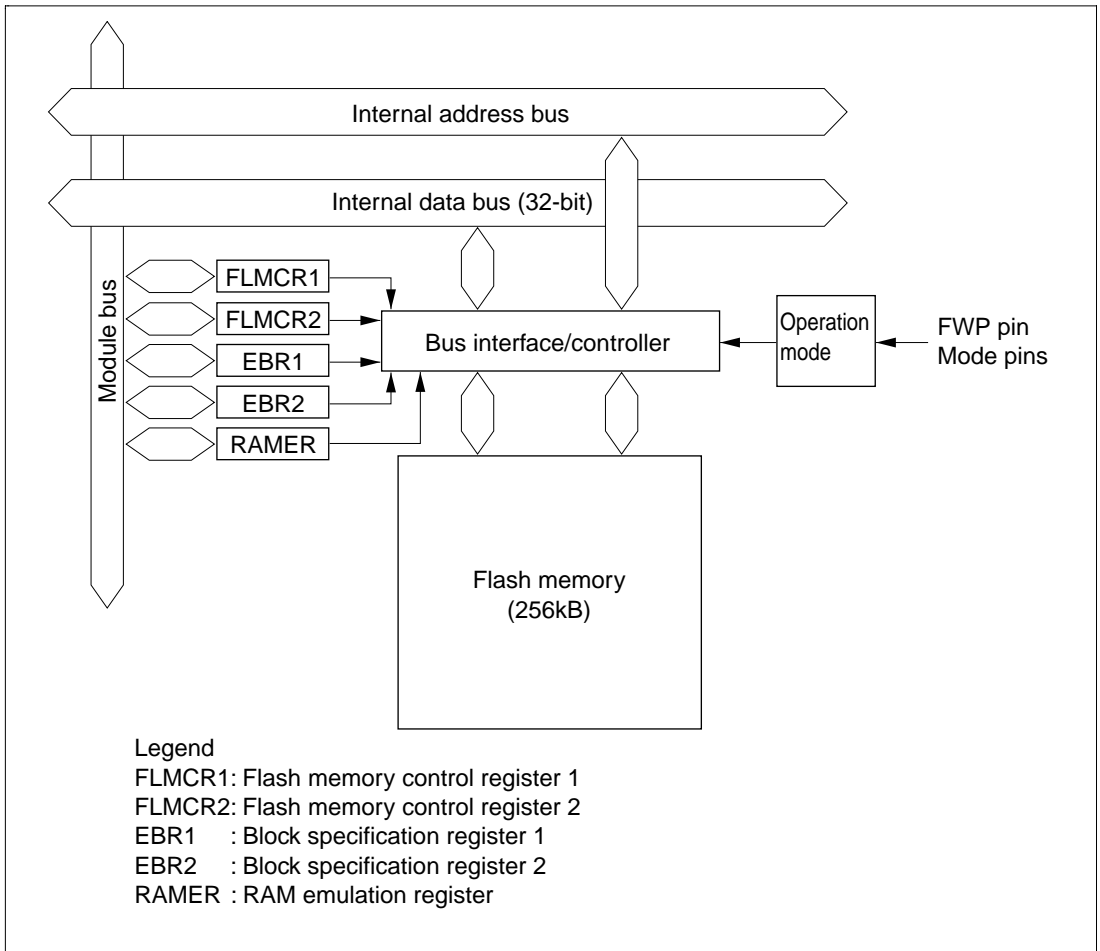 Internal address bus
Internal data bus (32-bit)
Module bus
FLMCR1
FLMCR2
EBR1
EBR2
RAMER
Bus interface/controller
Operation
mode
FWP pin
Mode pins
Flash memory
(256kB)
Legend
FLMCR1: Flash memory control register 1
FLMCR2: Flash memory control register 2
EBR1 : Block specification register 1
EBR2 : Block specification register 2
RAMER : RAM emulation register